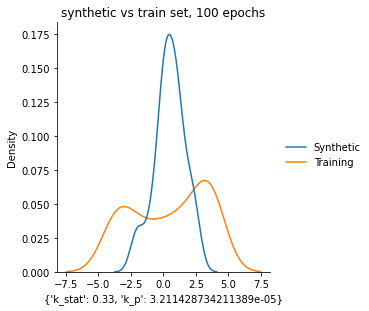 synthetic vs train set, 100 epochs
0.175
0.150
0.125
0.100
0.075
0.050
0.025
0.000
Density
Synthetic
Training
−7.5 −5.0 −2.5 0.0 2.5 5.0 7.5
{'k_stat': 0.33, 'k_p': 3.211428734211389e-05}